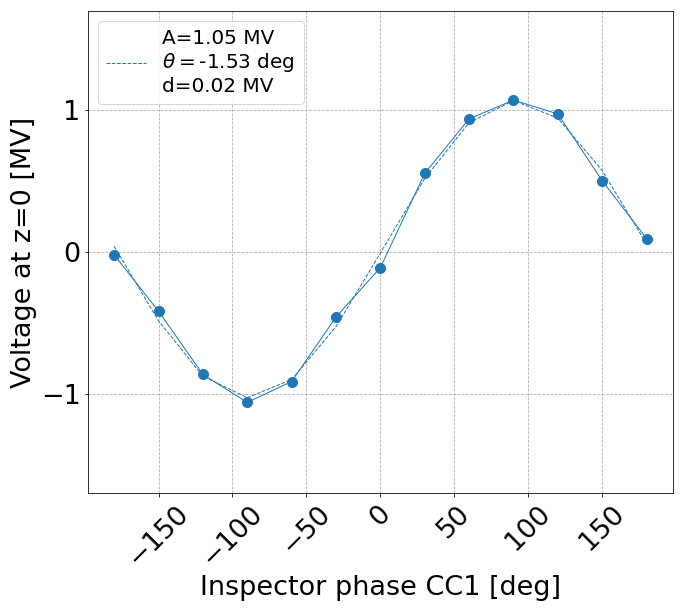 A=1.05 MV
θ = -1.53 deg
d=0.02 MV
Voltage at z=0 [MV]
1
0
−1
−150
−100
−50
0
50
100
150
Inspector phase CC1 [deg]